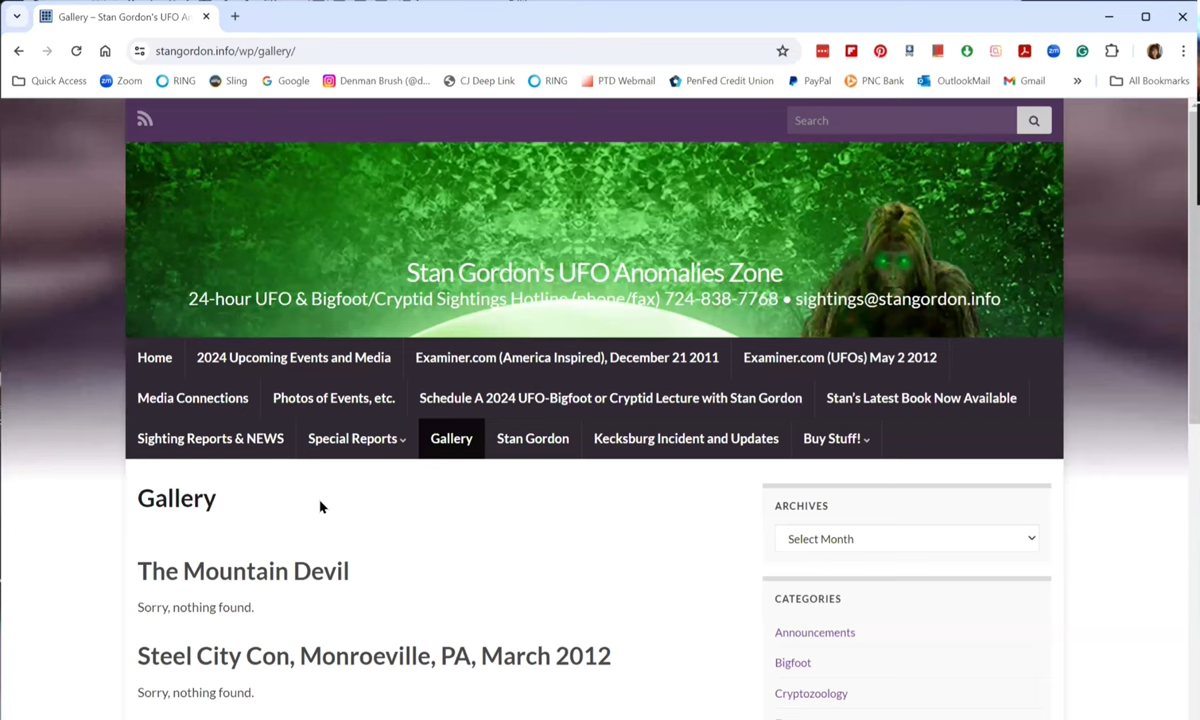 Gallery – Stan Gordon's UFO An
stangordon.info/wp/gallery/
Quick Access Zoom RING Sling Google Denman Brush (@d... CJ Deep Link RING PTD Webmail PenFed Credit Union PayPal PNC Bank OutlookMail Gmail » All Bookmarks
Search
Stan Gordon's UFO Anomalies Zone
24-hour UFO & Bigfoot/Cryptid Sightings Hotline (phone/fax) 724-838-7768 • sightings@stangordon.info
Home 2024 Upcoming Events and Media Examiner.com (America Inspired), December 21 2011 Examiner.com (UFOs) May 2 2012
Media Connections Photos of Events, etc. Schedule A 2024 UFO-Bigfoot or Cryptid Lecture with Stan Gordon Stan's Latest Book Now Available
Sighting Reports & NEWS Special Reports Gallery Stan Gordon Kecksburg Incident and Updates Buy Stuff!
Gallery
The Mountain Devil
Sorry, nothing found.
Steel City Con, Monroeville, PA, March 2012
Sorry, nothing found.
ARCHIVES
Select Month
CATEGORIES
Announcements
Bigfoot
Cryptozoology